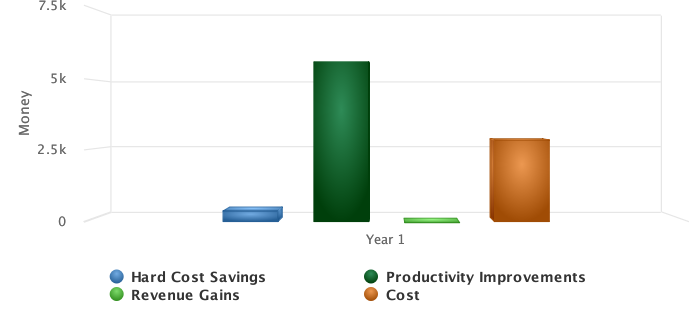 7.5k
5k
2.5k
0
Money
Year 1
Hard Cost Savings
Productivity Improvements
Revenue Gains
Cost